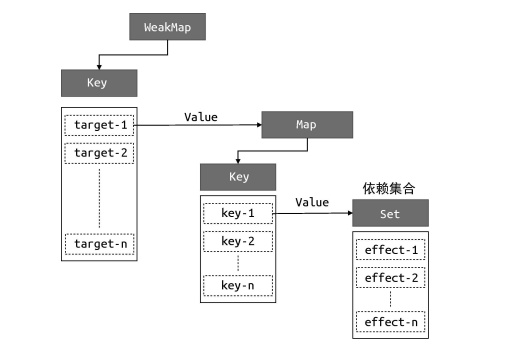 WeakMap
Key
target-1
target-2
target-n
Value
Map
Key
key-1
key-2
key-n
Value
依赖集合
Set
effect-1
effect-2
effect-n